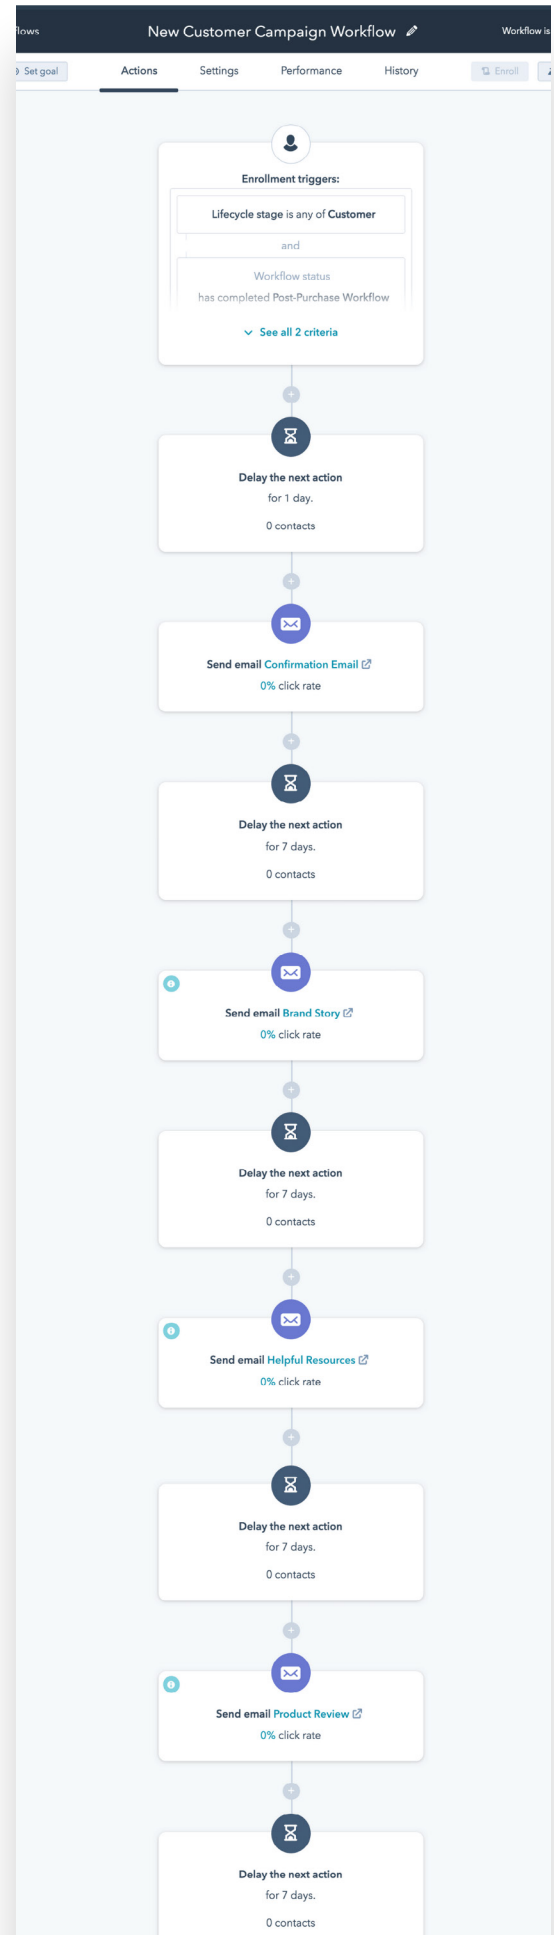 flows
New Customer Campaign Workflow
Workflow is
Set goal
Actions
Settings
Performance
History
Enroll
Enrollment triggers:
Lifecycle stage is any of Customer
and
Workflow status
has completed Post-Purchase Workflow
See all 2 criteria
Delay the next action
for 1 day.
0 contacts
Send email Confirmation Email
0% click rate
Delay the next action
for 7 days.
0 contacts
Send email Brand Story
0% click rate
Delay the next action
for 7 days.
0 contacts
Send email Helpful Resources
0% click rate
Delay the next action
for 7 days.
0 contacts
Send email Product Review
0% click rate
Delay the next action
for 7 days.
0 contacts